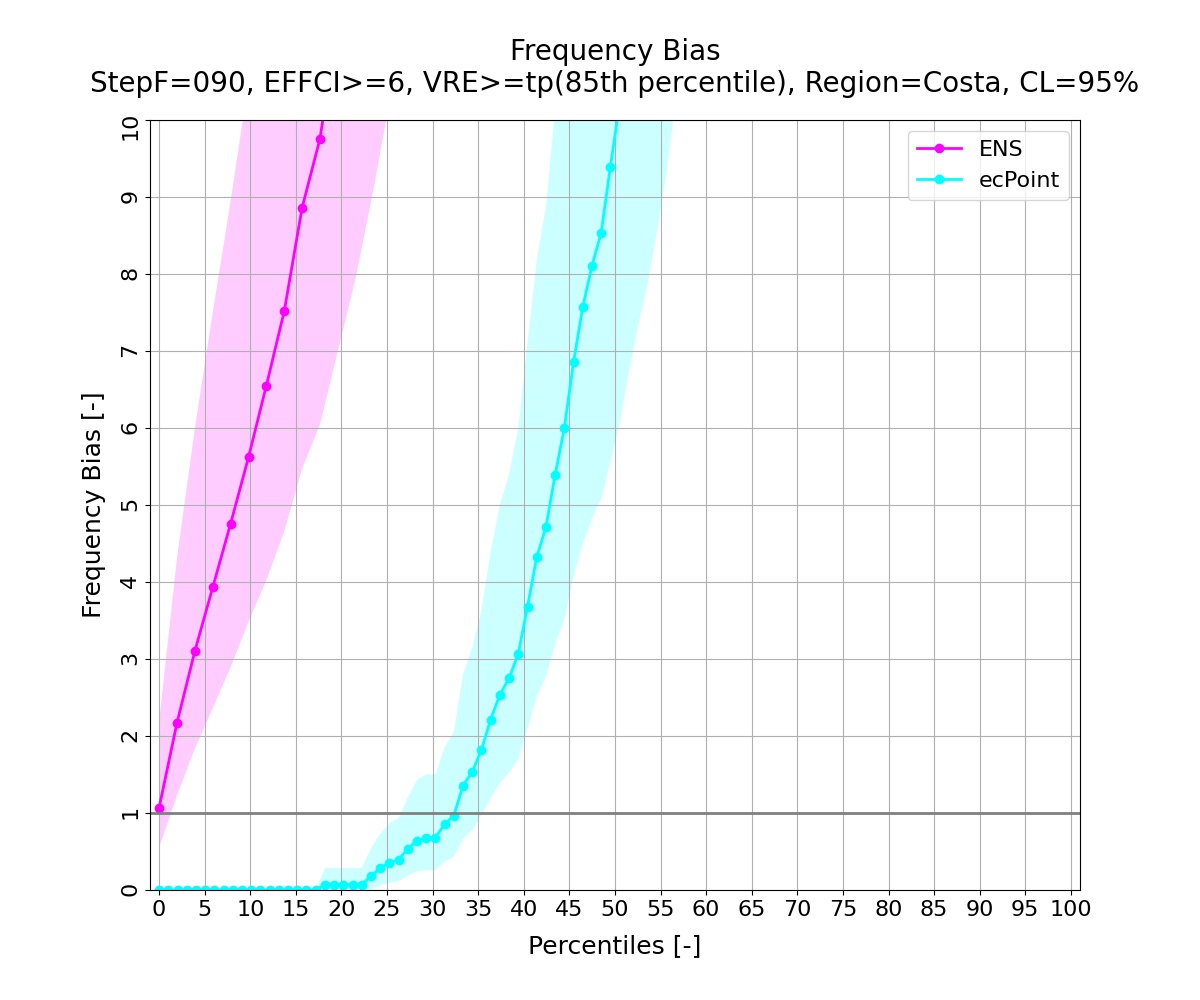 Frequency Bias
StepF=090, EFFCI>=6, VRE>=tp(85th percentile), Region=Costa, CL=95%
ENS
ecPoint
Frequency Bias [-]
10
9
8
7
6
5
4
3
2
1
0
0 5 10 15 20 25 30 35 40 45 50 55 60 65 70 75 80 85 90 95 100
Percentiles [-]